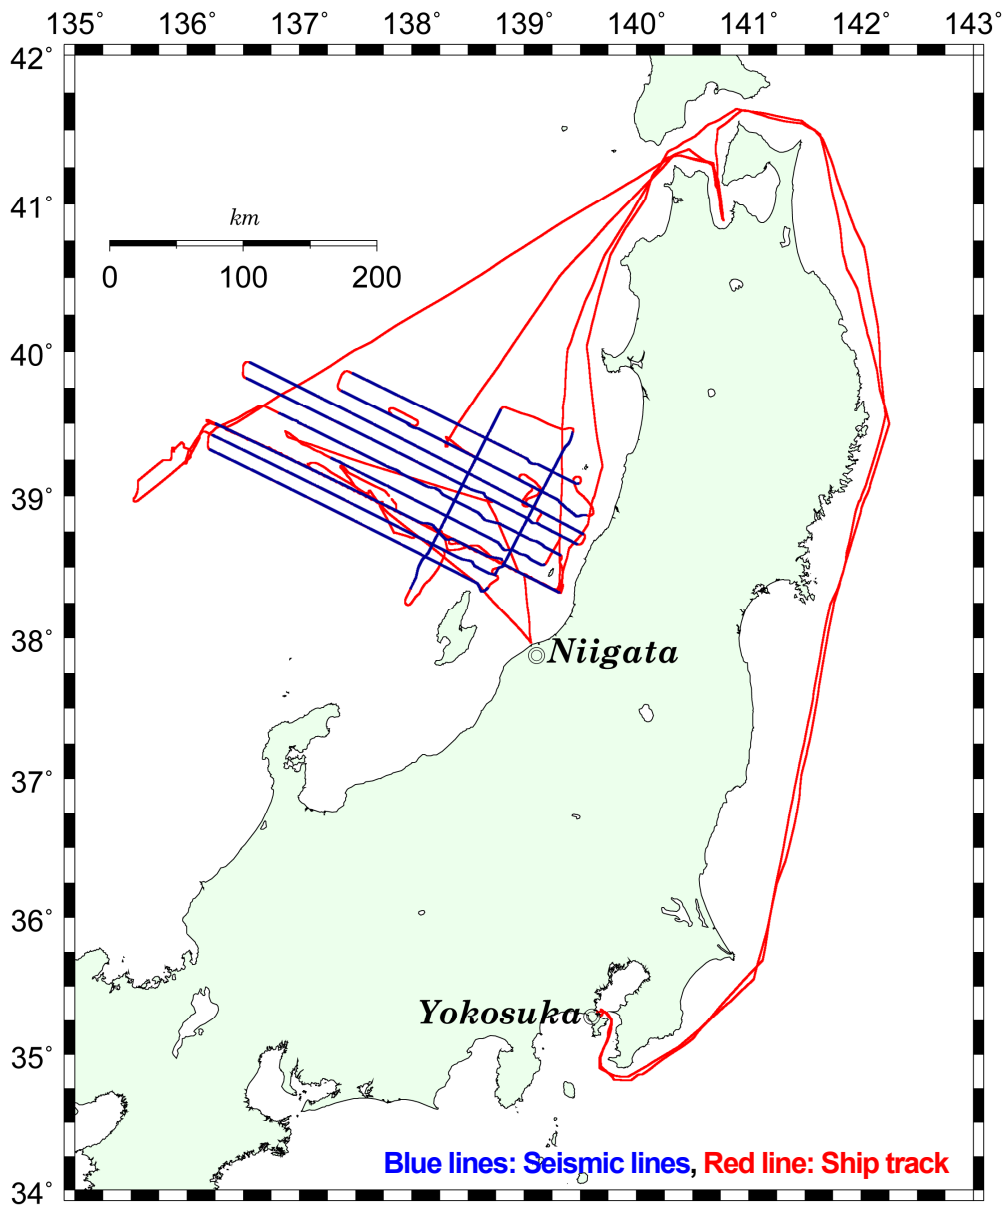 135° 136° 137° 138° 139° 140° 141° 142° 143°
42°
41°
km
0 100 200
40°
39°
38°
Niigata
37°
36°
Yokosuka
35°
Blue lines: Seismic lines, Red line: Ship track
34°